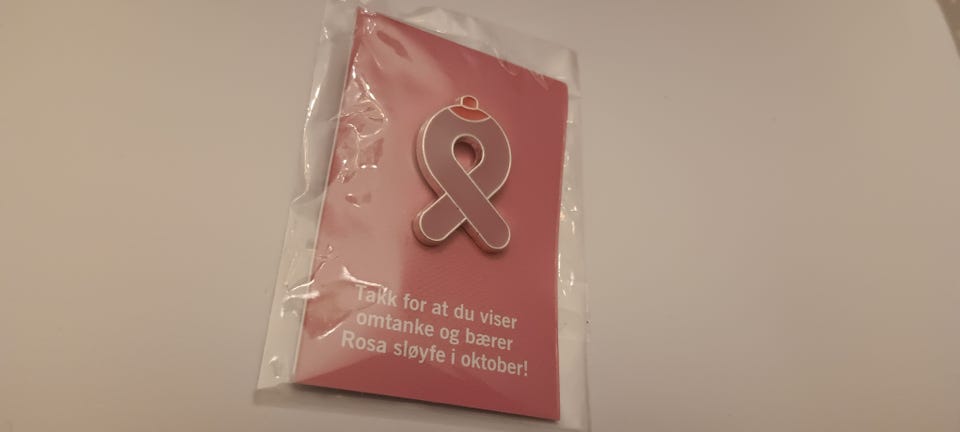 Takk for at du viser
omtanke og bærer
Rosa sløyfe i oktober!